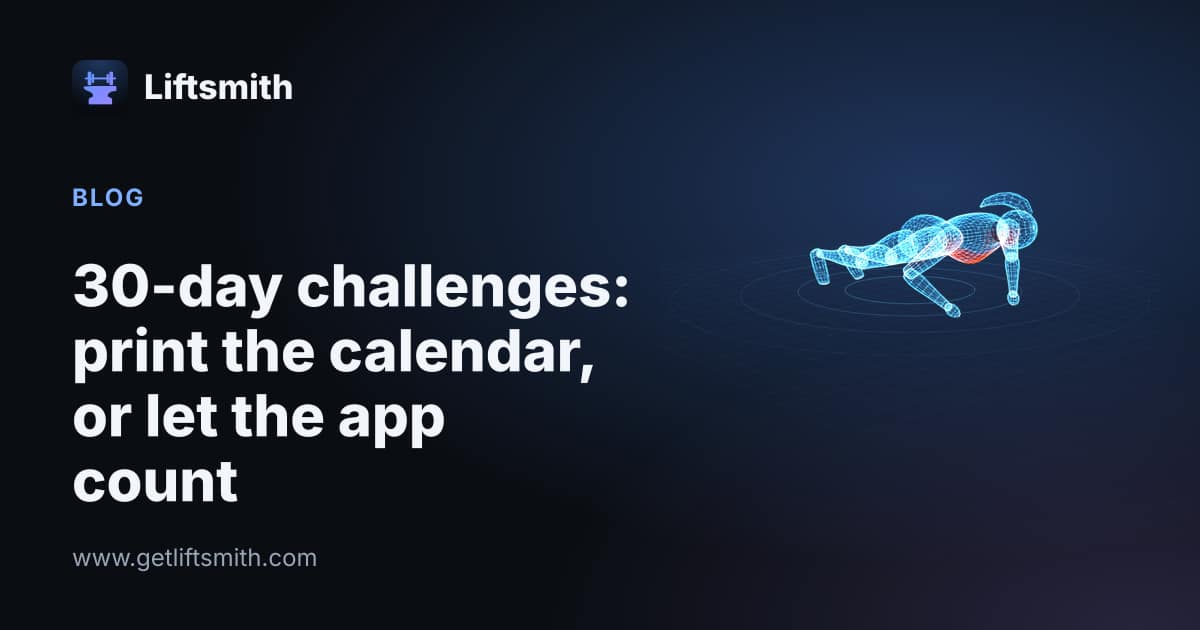 Liftsmith
BLOG
30-day challenges:
print the calendar,
or let the app
count
www.getliftsmith.com